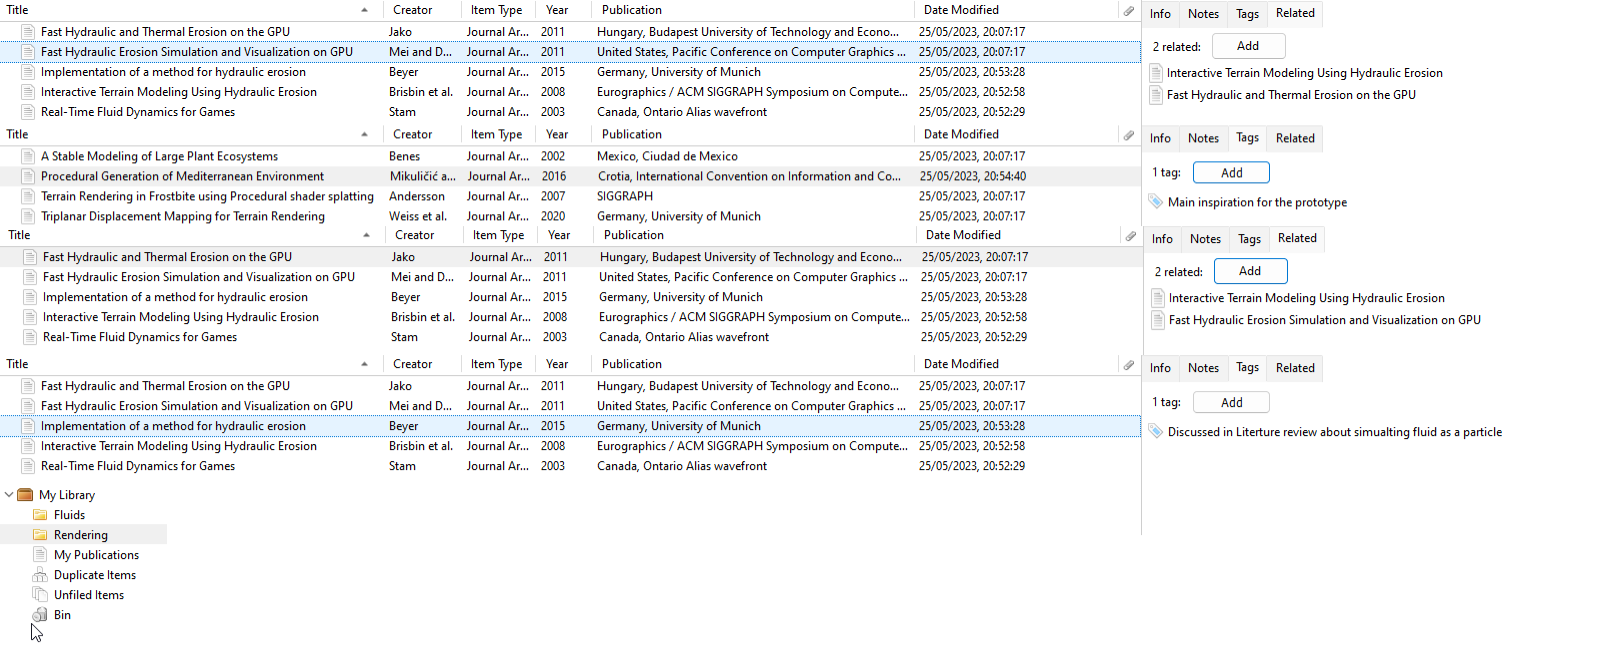 Title Creator Item Type Year Publication Date Modified Info Notes Tags Related
Fast Hydraulic and Thermal Erosion on the GPU Jako Journal Ar... 2011 Hungary, Budapest University of Technology and Econo... 25/05/2023, 20:07:17
2 related: Add
Fast Hydraulic Erosion Simulation and Visualization on GPU Mei and D... Journal Ar... 2011 United States, Pacific Conference on Computer Graphics ... 25/05/2023, 20:07:17
Implementation of a method for hydraulic erosion Beyer Journal Ar... 2015 Germany, University of Munich 25/05/2023, 20:53:28 Interactive Terrain Modeling Using Hydraulic Erosion
Interactive Terrain Modeling Using Hydraulic Erosion Brisbin et al. Journal Ar... 2008 Eurographics / ACM SIGGRAPH Symposium on Compute... 25/05/2023, 20:52:58 Fast Hydraulic and Thermal Erosion on the GPU
Real-Time Fluid Dynamics for Games Stam Journal Ar... 2003 Canada, Ontario Alias wavefront 25/05/2023, 20:52:29
Title Creator Item Type Year Publication Date Modified Info Notes Tags Related
A Stable Modeling of Large Plant Ecosystems Benes Journal Ar... 2002 Mexico, Ciudad de Mexico 25/05/2023, 20:07:17
Procedural Generation of Mediterranean Environment Mikuličić a... Journal Ar... 2016 Crotia, International Convention on Information and Co... 25/05/2023, 20:54:40 1 tag: Add
Terrain Rendering in Frostbite using Procedural shader splatting Andersson Journal Ar... 2007 SIGGRAPH 25/05/2023, 20:07:17 Main inspiration for the prototype
Triplanar Displacement Mapping for Terrain Rendering Weiss et al. Journal Ar... 2020 Germany, University of Munich 25/05/2023, 20:07:17
Title Creator Item Type Year Publication Date Modified Info Notes Tags Related
Fast Hydraulic and Thermal Erosion on the GPU Jako Journal Ar... 2011 Hungary, Budapest University of Technology and Econo... 25/05/2023, 20:07:17
Fast Hydraulic Erosion Simulation and Visualization on GPU Mei and D... Journal Ar... 2011 United States, Pacific Conference on Computer Graphics ... 25/05/2023, 20:07:17 2 related: Add
Implementation of a method for hydraulic erosion Beyer Journal Ar... 2015 Germany, University of Munich 25/05/2023, 20:53:28 Interactive Terrain Modeling Using Hydraulic Erosion
Interactive Terrain Modeling Using Hydraulic Erosion Brisbin et al. Journal Ar... 2008 Eurographics / ACM SIGGRAPH Symposium on Compute... 25/05/2023, 20:52:58 Fast Hydraulic Erosion Simulation and Visualization on GPU
Real-Time Fluid Dynamics for Games Stam Journal Ar... 2003 Canada, Ontario Alias wavefront 25/05/2023, 20:52:29
Title Creator Item Type Year Publication Date Modified Info Notes Tags Related
Fast Hydraulic and Thermal Erosion on the GPU Jako Journal Ar... 2011 Hungary, Budapest University of Technology and Econo... 25/05/2023, 20:07:17
Fast Hydraulic Erosion Simulation and Visualization on GPU Mei and D... Journal Ar... 2011 United States, Pacific Conference on Computer Graphics ... 25/05/2023, 20:07:17 1 tag: Add
Implementation of a method for hydraulic erosion Beyer Journal Ar... 2015 Germany, University of Munich 25/05/2023, 20:53:28 Discussed in Literture review about simualting fluid as a particle
Interactive Terrain Modeling Using Hydraulic Erosion Brisbin et al. Journal Ar... 2008 Eurographics / ACM SIGGRAPH Symposium on Compute... 25/05/2023, 20:52:58
Real-Time Fluid Dynamics for Games Stam Journal Ar... 2003 Canada, Ontario Alias wavefront 25/05/2023, 20:52:29
My Library
Fluids
Rendering
My Publications
Duplicate Items
Unfiled Items
Bin